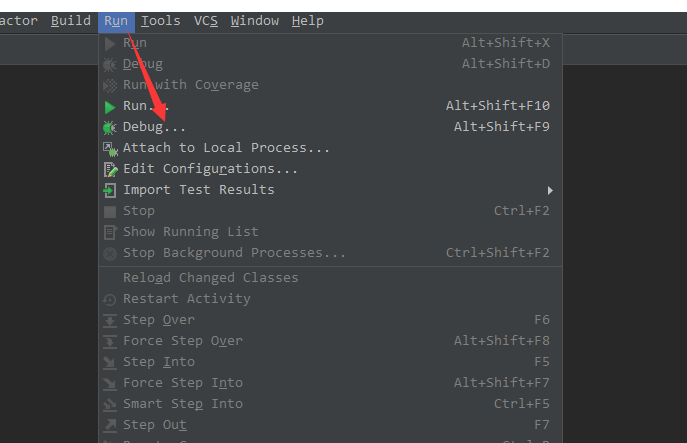 actor Build Run Tools VCS Window Help
Run Alt+Shift+X
Debug Alt+Shift+D
Run with Coverage
Run... Alt+Shift+F10
Debug... Alt+Shift+F9
Attach to Local Process...
Edit Configurations...
Import Test Results
Stop Ctrl+F2
Show Running List
Stop Background Processes... Ctrl+Shift+F2
Reload Changed Classes
Restart Activity
Step Over F6
Force Step Over Alt+Shift+F8
Step Into F5
Force Step Into Alt+Shift+F7
Smart Step Into Ctrl+F5
Step Out F7